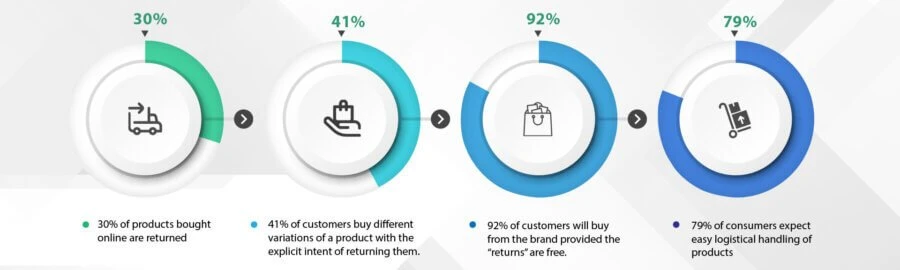 30%
41%
92%
79%
30% of products bought
online are returned
41% of customers buy different
variations of a product with the
explicit intent of returning them.
92% of customers will buy
from the brand provided the
“returns” are free.
79% of consumers expect
easy logistical handling of
products